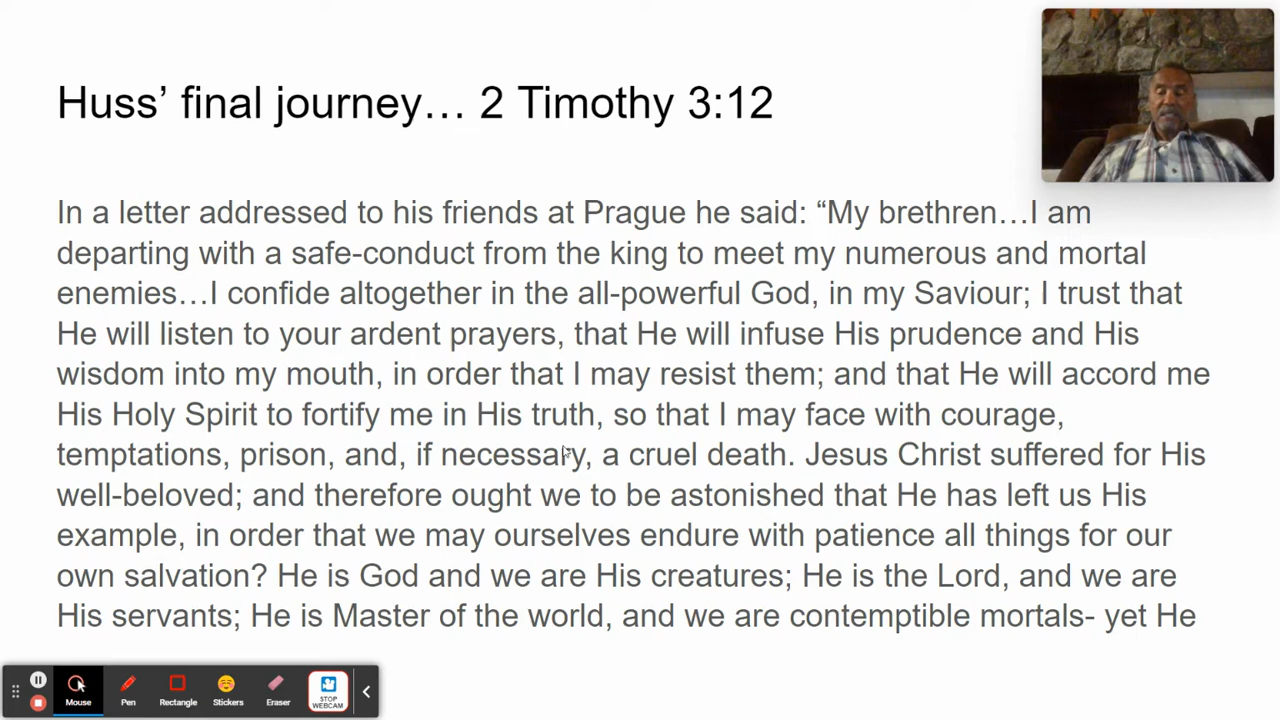 Huss’ final journey… 2 Timothy 3:12
In a letter addressed to his friends at Prague he said: “My brethren…I am
departing with a safe-conduct from the king to meet my numerous and mortal
enemies…I confide altogether in the all-powerful God, in my Saviour; I trust that
He will listen to your ardent prayers, that He will infuse His prudence and His
wisdom into my mouth, in order that I may resist them; and that He will accord me
His Holy Spirit to fortify me in His truth, so that I may face with courage,
temptations, prison, and, if necessary, a cruel death. Jesus Christ suffered for His
well-beloved; and therefore ought we to be astonished that He has left us His
example, in order that we may ourselves endure with patience all things for our
own salvation? He is God and we are His creatures; He is the Lord, and we are
His servants; He is Master of the world, and we are contemptible mortals- yet He
Mouse Pen Rectangle Stickers Eraser STOP
WEBCAM